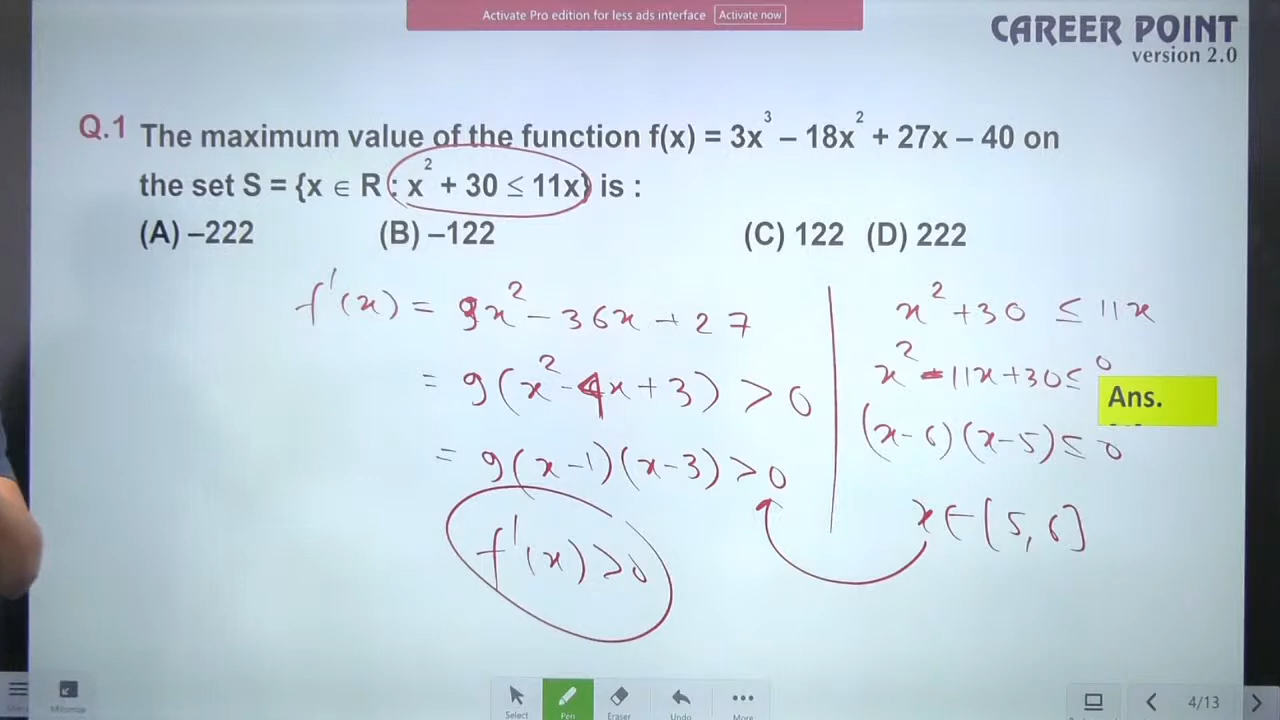 Activate Pro edition for less ads interface Activate now
CAREER POINT
version 2.0
Q.1 The maximum value of the function f(x) = 3x³ – 18x² + 27x – 40 on
the set S = {x ∈ R : x² + 30 ≤ 11x} is :
(A) –222 (B) –122 (C) 122 (D) 222
f'(x) = 9x² - 36x + 27
= 9(x² - 4x + 3) > 0
= 9(x-1)(x-3) > 0
f'(x) > 0
x² + 30 ≤ 11x
x² - 11x + 30 ≤ 0
(x-6)(x-5) ≤ 0
x ∈ [5, 6]
Ans.
Select Pen Eraser Undo More
4/13